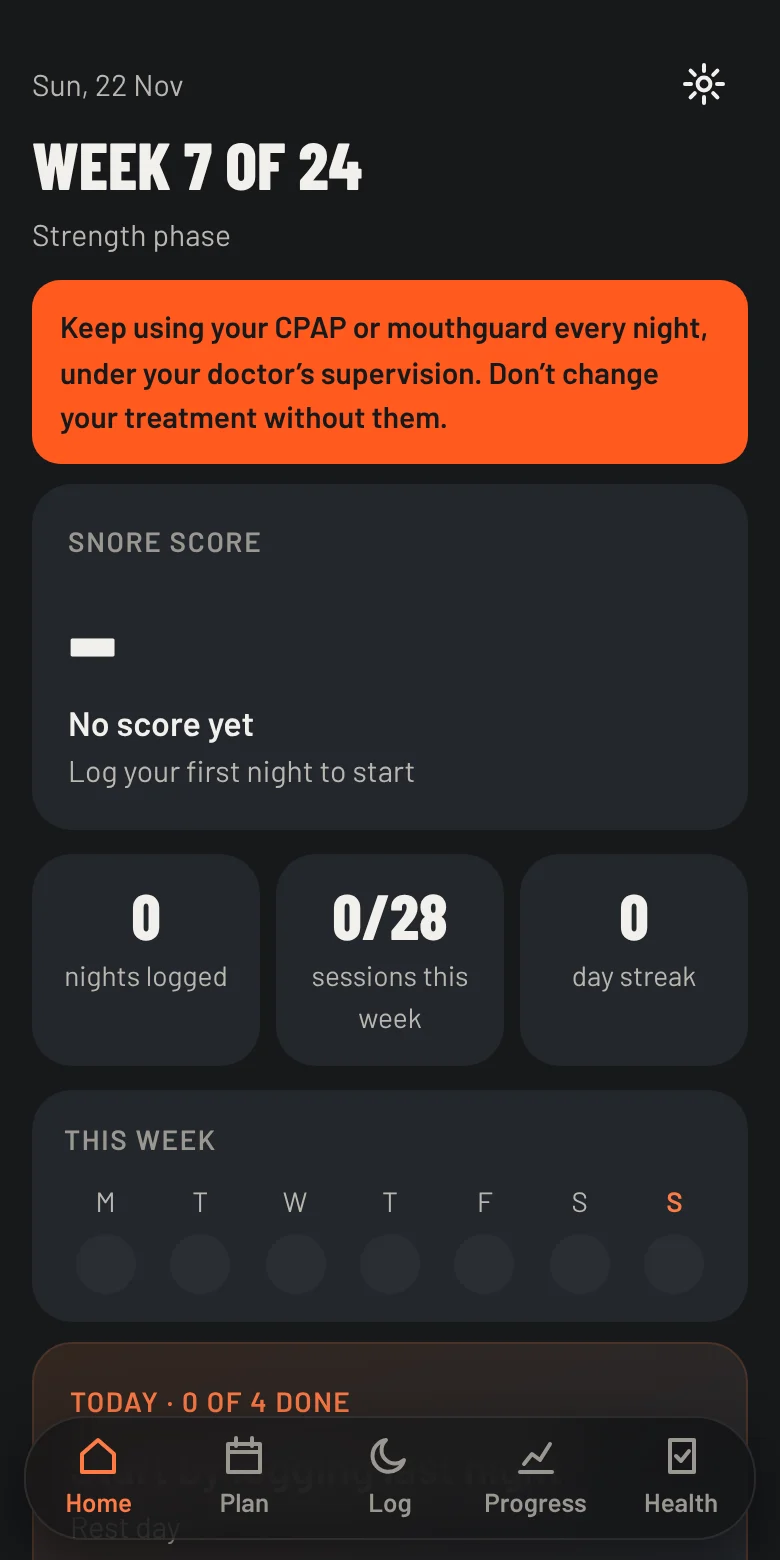 Sun, 22 Nov
WEEK 7 OF 24
Strength phase
Keep using your CPAP or mouthguard every night,
under your doctor’s supervision. Don’t change
your treatment without them.
SNORE SCORE
–
No score yet
Log your first night to start
0
nights logged
0/28
sessions this
week
0
day streak
THIS WEEK
M T W T F S S
TODAY · 0 OF 4 DONE
Home Plan Log Progress Health
Rest day